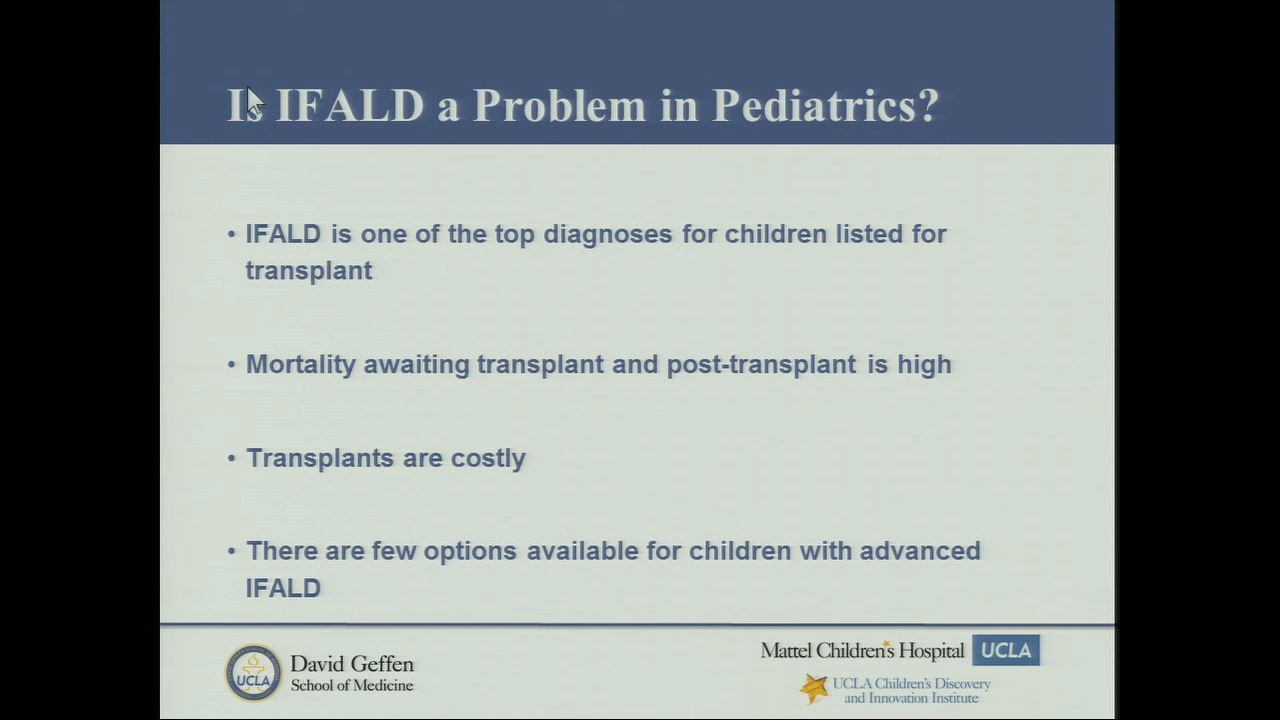 Is IFALD a Problem in Pediatrics?
• IFALD is one of the top diagnoses for children listed for
transplant
• Mortality awaiting transplant and post-transplant is high
• Transplants are costly
• There are few options available for children with advanced
IFALD
UCLA
David Geffen
School of Medicine
Mattel Children's Hospital UCLA
UCLA Children's Discovery
and Innovation Institute